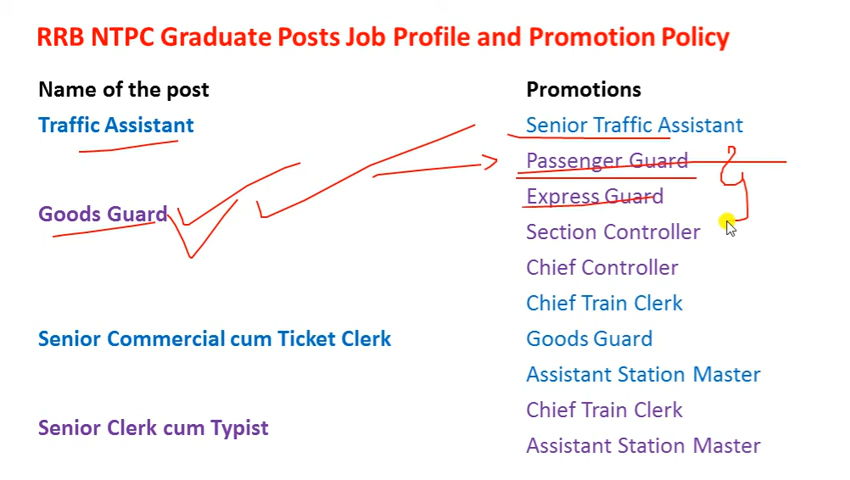 RRB NTPC Graduate Posts Job Profile and Promotion Policy
Name of the post Promotions
Traffic Assistant Senior Traffic Assistant
Passenger Guard
Express Guard
Goods Guard
Section Controller
Chief Controller
Chief Train Clerk
Senior Commercial cum Ticket Clerk Goods Guard
Assistant Station Master
Chief Train Clerk
Senior Clerk cum Typist
Assistant Station Master